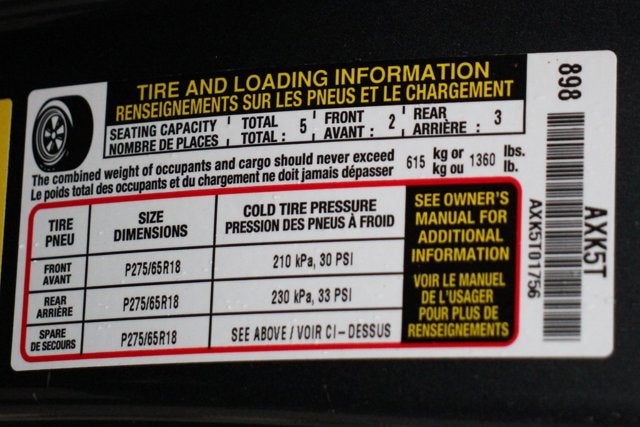 TIRE AND LOADING INFORMATION
RENSEIGNEMENTS SUR LES PNEUS ET LE CHARGEMENT
SEATING CAPACITY TOTAL FRONT REAR
NOMBRE DE PLACES TOTAL : 5 AVANT : 2 ARRIÈRE : 3
The combined weight of occupants and cargo should never exceed 615 kg or 1360 lbs.
Le poids total des occupants et du chargement ne doit jamais dépasser kg ou lb.
TIRE SIZE COLD TIRE PRESSURE
PNEU DIMENSIONS PRESSION DES PNEUS À FROID
FRONT
AVANT P275/65R18 210 kPa, 30 PSI
REAR
ARRIÈRE P275/65R18 230 kPa, 33 PSI
SPARE
DE SECOURS P275/65R18 SEE ABOVE / VOIR CI-DESSUS
SEE OWNER'S
MANUAL FOR
ADDITIONAL
INFORMATION
VOIR LE MANUEL
DE L'USAGER
POUR PLUS DE
RENSEIGNEMENTS
898
AXK5T
AXK5T01756